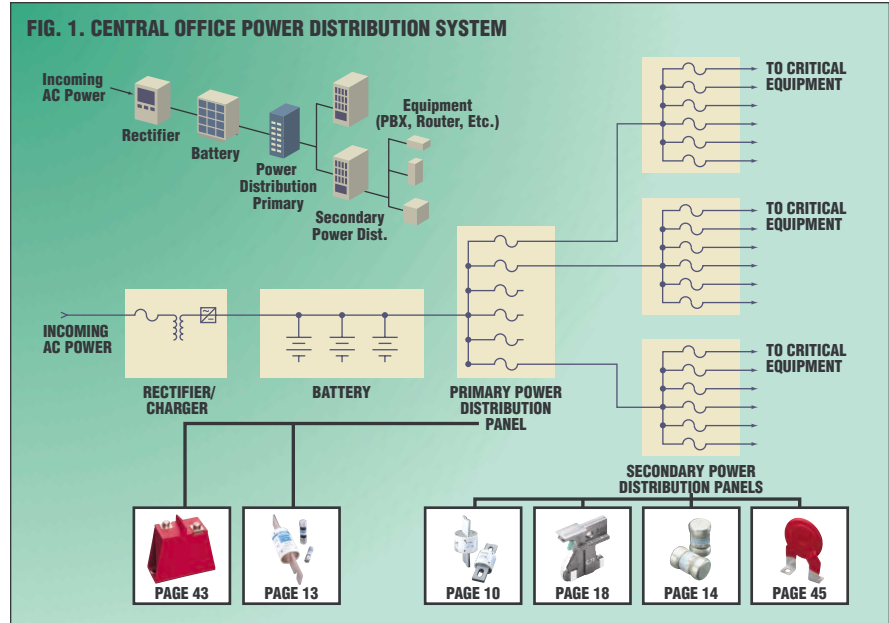 FIG. 1. CENTRAL OFFICE POWER DISTRIBUTION SYSTEM
Incoming
AC Power
Rectifier
Battery
Power
Distribution
Primary
Equipment
(PBX, Router, Etc.)
Secondary
Power Dist.
TO CRITICAL
EQUIPMENT
TO CRITICAL
EQUIPMENT
TO CRITICAL
EQUIPMENT
INCOMING
AC POWER
RECTIFIER/
CHARGER
BATTERY
PRIMARY POWER
DISTRIBUTION
PANEL
SECONDARY POWER
DISTRIBUTION PANELS
PAGE 43
PAGE 13
PAGE 10
PAGE 18
PAGE 14
PAGE 45